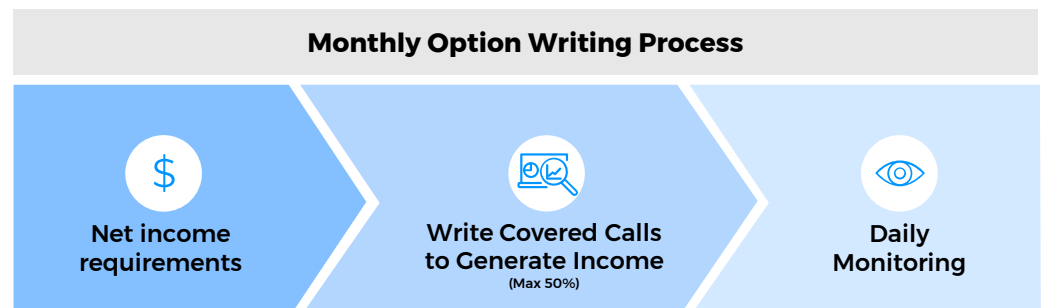 Monthly Option Writing Process
$
Net income
requirements
Write Covered Calls
to Generate Income
(Max 50%)
Daily
Monitoring